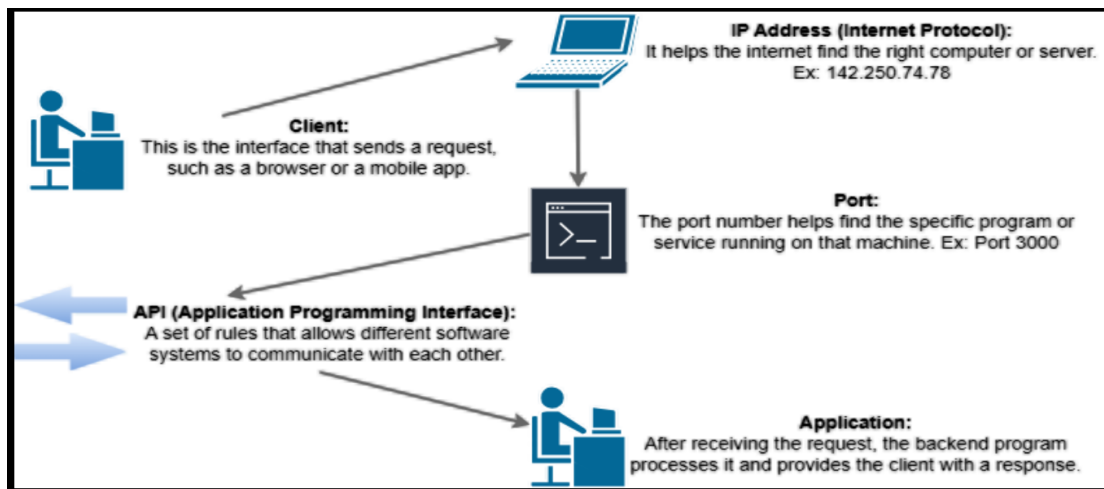 IP Address (Internet Protocol):
It helps the internet find the right computer or server.
Ex: 142.250.74.78
Client:
This is the interface that sends a request,
such as a browser or a mobile app.
Port:
The port number helps find the specific program or
service running on that machine. Ex: Port 3000
API (Application Programming Interface):
A set of rules that allows different software
systems to communicate with each other.
Application:
After receiving the request, the backend program
processes it and provides the client with a response.